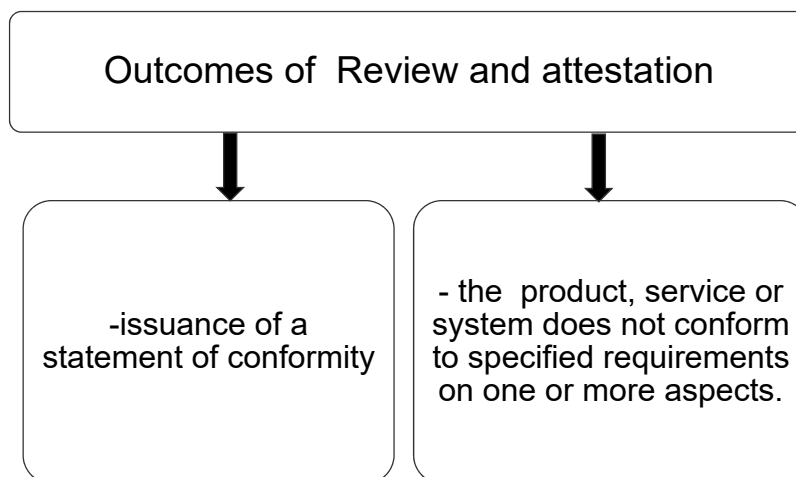 Outcomes of  Review and attestation
-issuance of a
statement of conformity
- the  product, service or
system does not conform
to specified requirements
on one or more aspects.